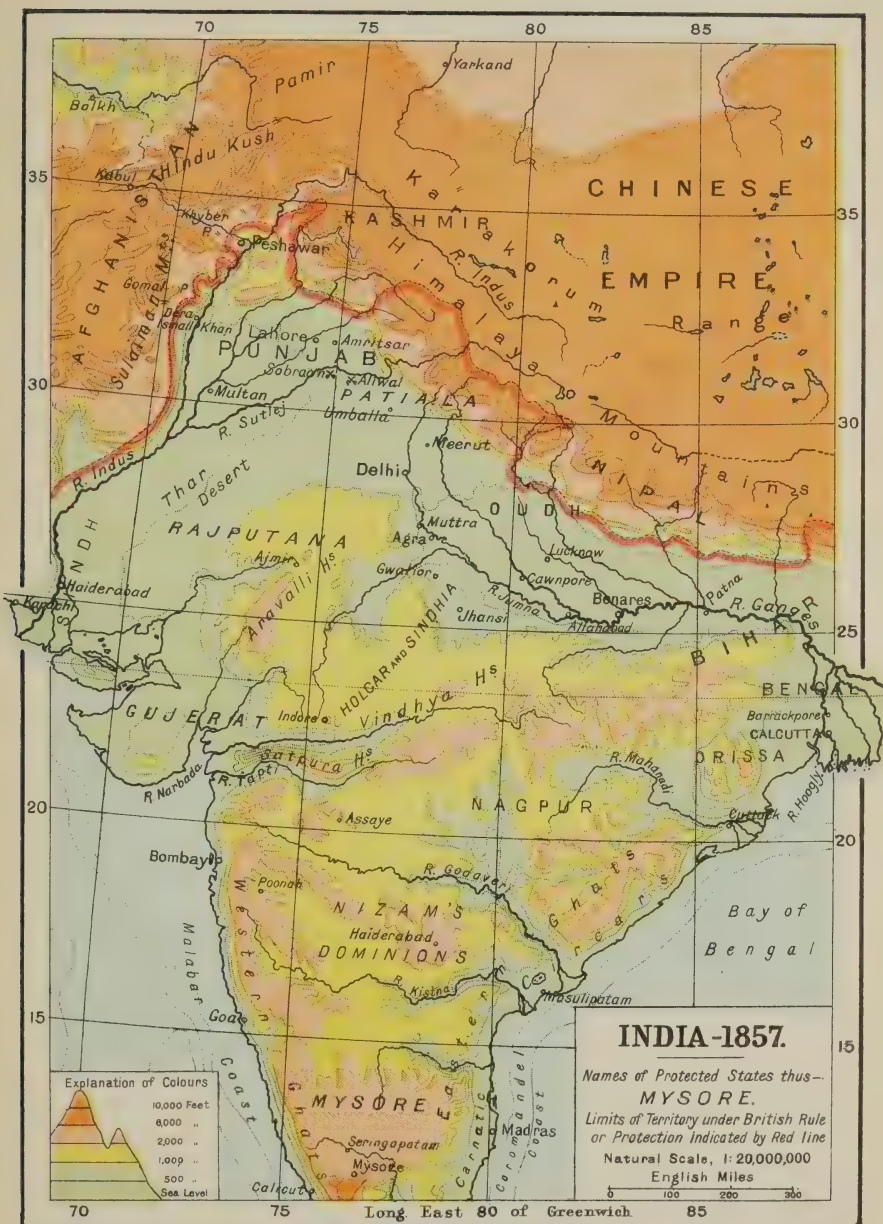 70 75 80 85
Yarkand
Pamir
Balkh
Hindu Kush
Kabul
35
AFGHANISTAN
Khyber
P.
Peshawar
KASHMIR
Karakorum
Range
R. Indus
Himalaya Mountains
CHINESE
EMPIRE
35
Gomal P.
Sulaiman Mts
Dera
Ismail Khan
Lahore
Amritsar
PUNJAB
Sobraon
Aliwal
30
Multan
PATIALA
Umballa
R. Sutlej
30
Meerut
R. Indus
Thar
Desert
Delhi
NIPAL
OUDH
SINDH
RAJPUTANA
Muttra
Agra
Ajmir
Lucknow
Gwalior
Cawnpore
Haiderabad
Karachi
Aravalli Hs
R. Jumna
Benares
Patna
R. Ganges
Jhansi
Allahabad
25
BIHAR
HOLCAR AND SINDHIA
Vindhya Hs
BENGAL
GUJERAT
Indore
Barrackpore
CALCUTTA
Satpura Hs
ORISSA
R. Narbada
R. Tapti
R. Mahanadi
R. Hoogly
20
NAGPUR
Assaye
Cuttack
20
Bombay
R. Godavery
Poonah
Western Ghats
NIZAM'S
Haiderabad
DOMINIONS
Eastern Ghats
Circars
Bay of
Bengal
Malabar Coast
R. Kistna
Masulipatam
15
Goa
15
INDIA-1857.
Names of Protected States thus-
MYSORE.
Limits of Territory under British Rule
or Protection indicated by Red line
Natural Scale, 1:20,000,000
English Miles
0 100 200 300
Explanation of Colours
10,000 Feet
6,000 "
2,000 "
1,000 "
500 "
Sea Level
MYSORE
Seringapatam
Mysore
Calicut
Carnatic
Coromandel
Coast
Madras
70 75 Long. East 80 of Greenwich 85